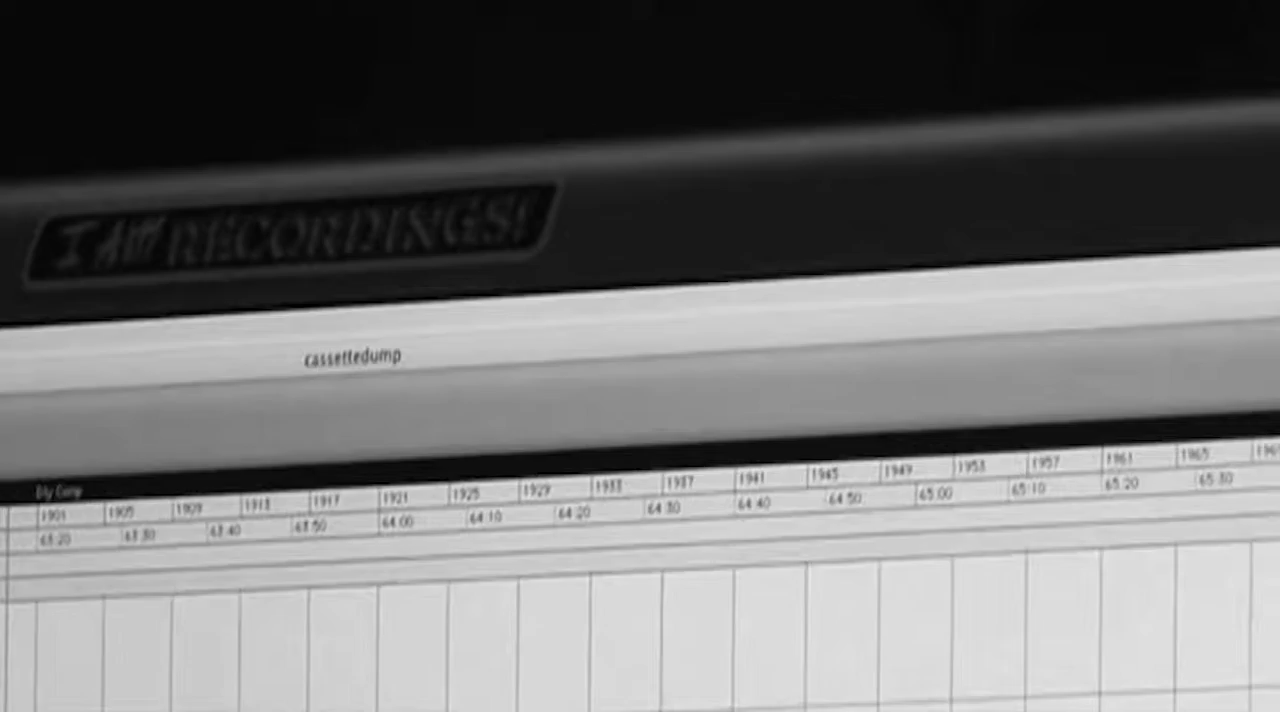 I AM RECORDINGS!
cassettedump
1901 1905 1909 1913 1917 1921 1925 1929 1933 1937 1941 1945 1949 1953 1957 1961 1965
63:20 63:30 63:40 63:50 64:00 64:10 64:20 64:30 64:40 64:50 65:00 65:10 65:20 65:30